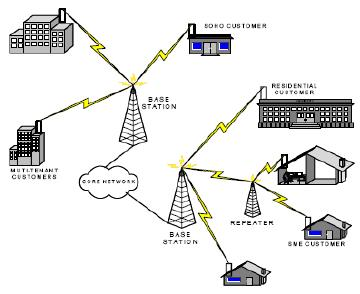 SOHO CUSTOMER
RESIDENTIAL
CUSTOMER
BASE
STATION
MULTITENANT
CUSTOMERS
CORE NETWORK
REPEATER
BASE
STATION
SME CUSTOMER